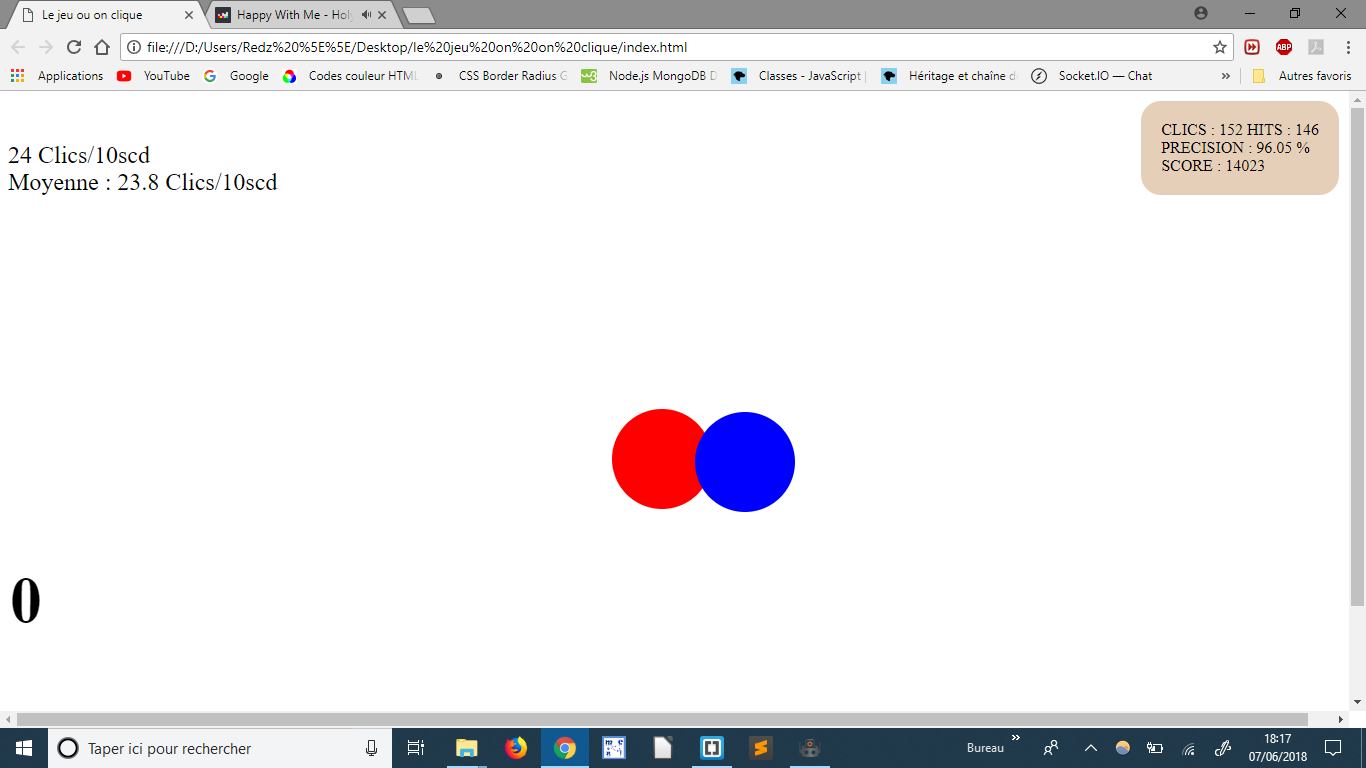 Le jeu ou on clique
Happy With Me - Hol
file:///D:/Users/Redz%20%5E%5E/Desktop/le%20jeu%20on%20on%20clique/index.html
ABP
Applications YouTube Google Codes couleur HTML CSS Border Radius G Node.js MongoDB D Classes - JavaScript | Héritage et chaîne d Socket.IO — Chat » Autres favoris
CLICS : 152 HITS : 146
PRECISION : 96.05 %
SCORE : 14023
24 Clics/10scd
Moyenne : 23.8 Clics/10scd
0
Taper ici pour rechercher
Bureau »
18:17
07/06/2018